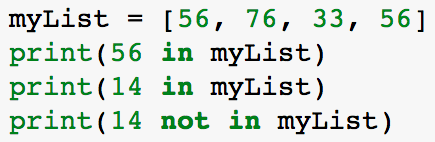 myList = [56, 76, 33, 56]
print(56 in myList)
print(14 in myList)
print(14 not in myList)